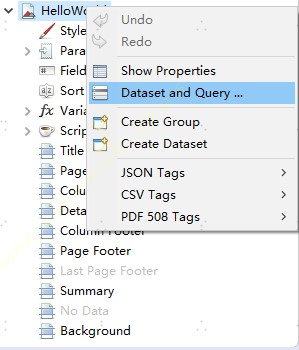 HelloWorld
Undo
Redo
Style
Para
Show Properties
Field
Dataset and Query ...
Sort
fx Varia
Create Group
Scrip
Create Dataset
Title
Page
JSON Tags
Colu
CSV Tags
Deta
PDF 508 Tags
Column Footer
Page Footer
Last Page Footer
Summary
No Data
Background